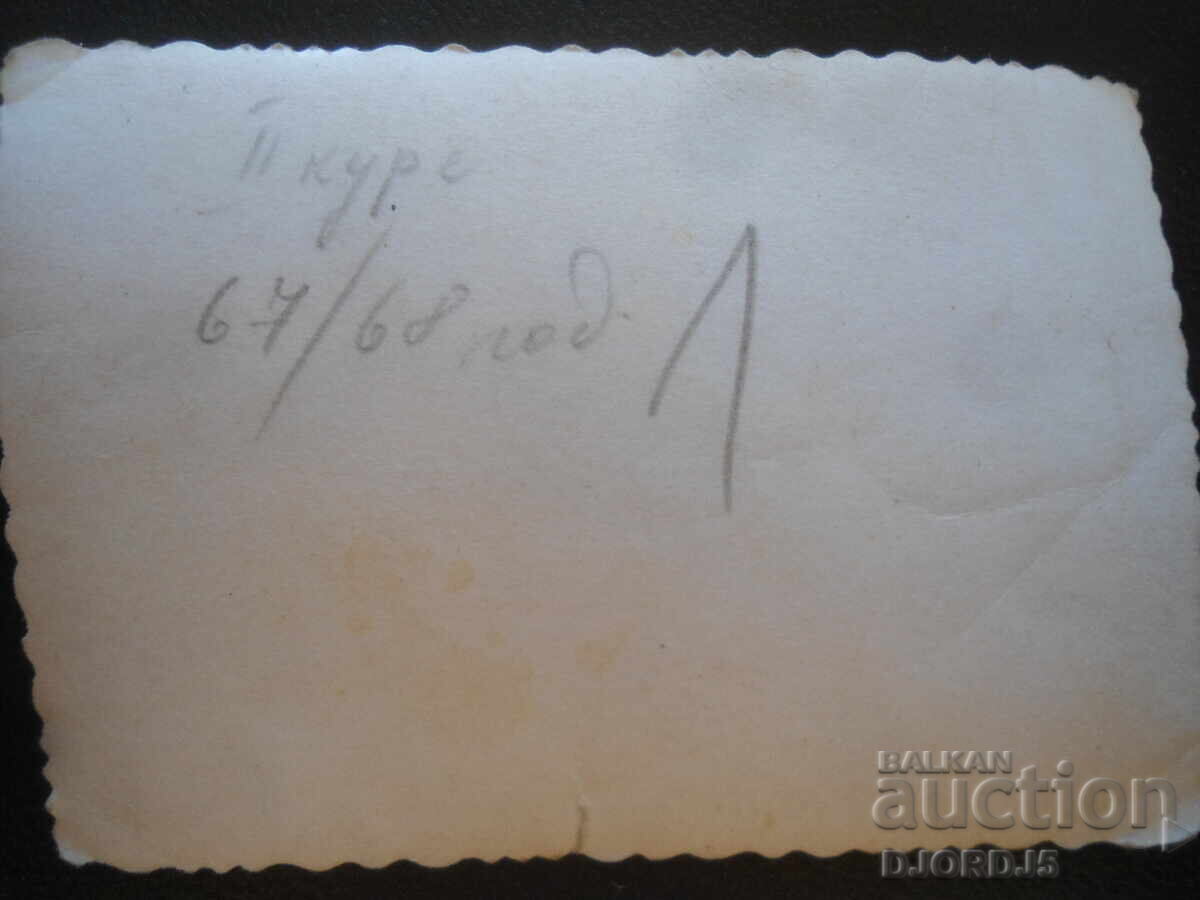 II курс
67/68 год. 1
BALKAN
auction
DJORDJ5